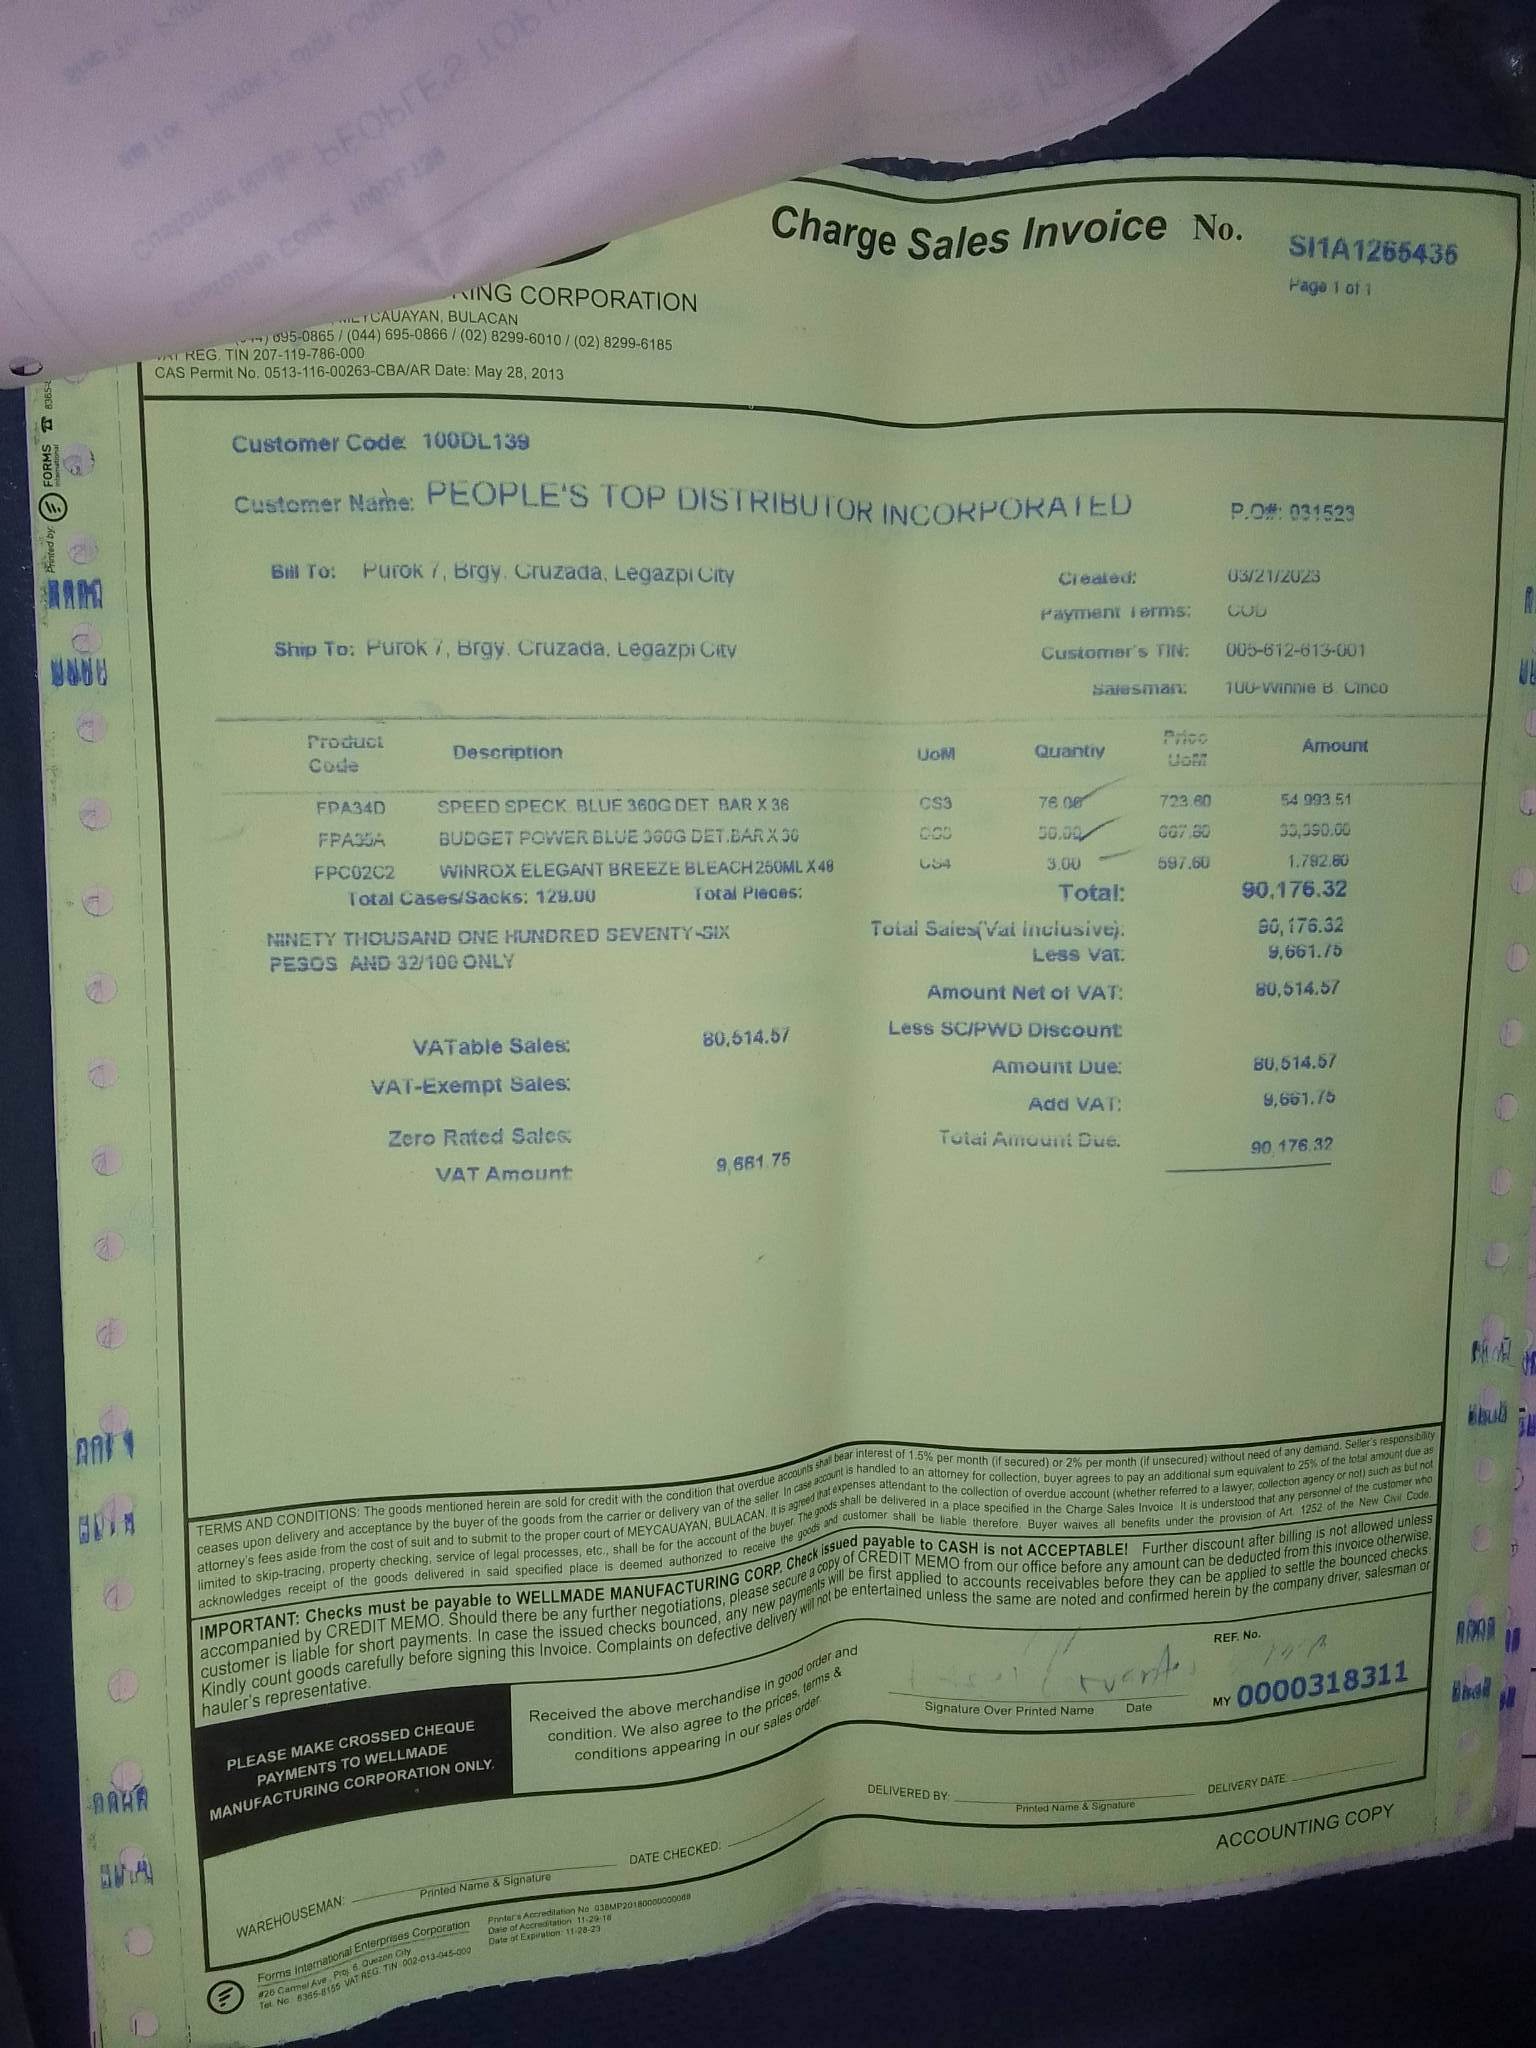 Charge Sales Invoice No. SI1A1265435
Page 1 of 1
RING CORPORATION
MEYCAUAYAN, BULACAN
695-0865 / (044) 695-0866 / (02) 8299-6010 / (02) 8299-6185
VAT REG. TIN 207-119-786-000
CAS Permit No. 0513-116-00263-CBA/AR Date: May 28, 2013
Printed by: FORMS International
Customer Code: 100DL139
Customer Name: PEOPLE'S TOP DISTRIBUTOR INCORPORATED
P.O#: 031523
Bill To: Purok 7, Brgy. Cruzada, Legazpi City
Created: 03/21/2023
Payment Terms: COD
Ship To: Purok 7, Brgy. Cruzada, Legazpi City
Customer's TIN: 005-612-613-001
Salesman: 100-Winnie B. Cinco
Product Code Description UoM Quantiy Price UoM Amount
FPA34D SPEED SPECK. BLUE 360G DET. BAR X 36 CS3 76.00 723.60 54,993.51
FPA35A BUDGET POWER BLUE 360G DET.BAR X 36 CS3 50.00 667.80 33,390.00
FPC02C2 WINROX ELEGANT BREEZE BLEACH 250ML X 48 CS4 3.00 597.60 1,792.80
Total Cases/Sacks: 129.00 Total Pieces: Total: 90,176.32
NINETY THOUSAND ONE HUNDRED SEVENTY-SIX
PESOS AND 32/100 ONLY
Total Sales(Vat Inclusive): 90,176.32
Less Vat: 9,661.75
Amount Net of VAT: 80,514.57
VATable Sales: 80,514.57
Less SC/PWD Discount:
VAT-Exempt Sales:
Amount Due: 80,514.57
Add VAT: 9,661.75
Zero Rated Sales:
Total Amount Due: 90,176.32
VAT Amount: 9,661.75
TERMS AND CONDITIONS: The goods mentioned herein are sold for credit with the condition that overdue accounts shall bear interest of 1.5% per month (if secured) or 2% per month (if unsecured) without need of any demand. Seller's responsibility
ceases upon delivery and acceptance by the buyer of the goods from the carrier or delivery van of the seller. In case account is handled to an attorney for collection, buyer agrees to pay an additional sum equivalent to 25% of the total amount due as
attorney's fees aside from the cost of suit and to submit to the proper court of MEYCAUAYAN, BULACAN. It is agreed that expenses attendant to the collection of overdue account (whether referred to a lawyer, collection agency or not) such as but not
limited to skip-tracing, property checking, service of legal processes, etc., shall be for the account of the buyer. The goods shall be delivered in a place specified in the Charge Sales Invoice. It is understood that any personnel of the customer who
acknowledges receipt of the goods delivered in said specified place is deemed authorized to receive the goods and customer shall be liable therefore. Buyer waives all benefits under the provision of Art. 1252 of the New Civil Code.
IMPORTANT: Checks must be payable to WELLMADE MANUFACTURING CORP. Check issued payable to CASH is not ACCEPTABLE! Further discount after billing is not allowed unless
accompanied by CREDIT MEMO. Should there be any further negotiations, please secure a copy of CREDIT MEMO from our office before any amount can be deducted from this invoice otherwise,
customer is liable for short payments. In case the issued checks bounced, any new payments will be first applied to accounts receivables before they can be applied to settle the bounced checks.
Kindly count goods carefully before signing this Invoice. Complaints on defective delivery will not be entertained unless the same are noted and confirmed herein by the company driver, salesman or
hauler's representative.
PLEASE MAKE CROSSED CHEQUE
PAYMENTS TO WELLMADE
MANUFACTURING CORPORATION ONLY.
Received the above merchandise in good order and
condition. We also agree to the prices, terms &
conditions appearing in our sales order.
Signature Over Printed Name Date
REF. No.
MY 0000318311
DELIVERED BY:
Printed Name & Signature
DELIVERY DATE
WAREHOUSEMAN:
Printed Name & Signature
DATE CHECKED:
ACCOUNTING COPY
Forms International Enterprises Corporation
#26 Carmel Ave., Proj. 6, Quezon City
Tel. No. 8365-8155 VAT REG. TIN 002-013-045-000
Printer's Accreditation No. 038MP20180000000068
Date of Accreditation 11-29-18
Date of Expiration: 11-28-23